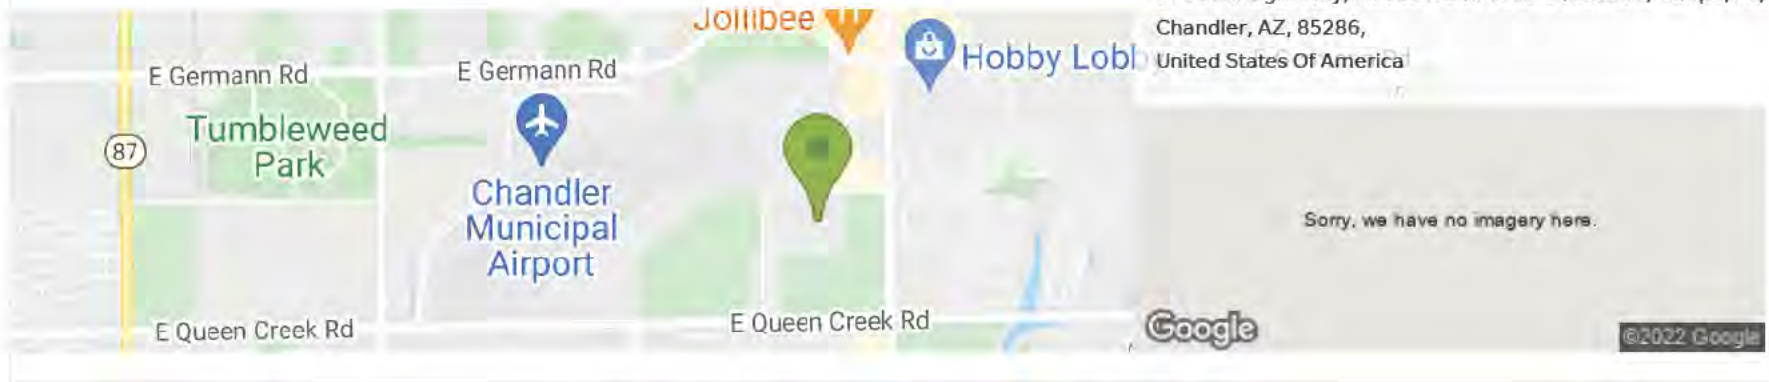 Jollibee
Hobby Lobb
E Germann Rd
E Germann Rd
Tumbleweed
Park
87
Chandler
Municipal
Airport
E Queen Creek Rd
E Queen Creek Rd
Chandler, AZ, 85286,
United States Of America
Sorry, we have no imagery here.
Google
©2022 Google